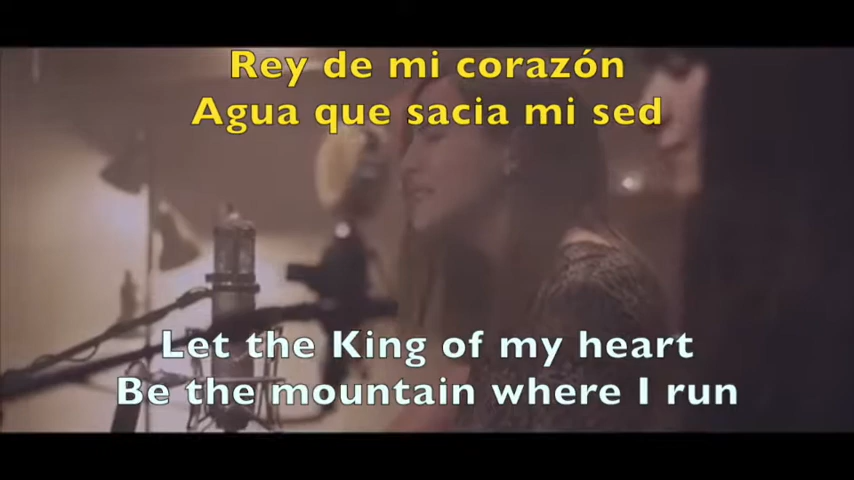 Rey de mi corazón
Agua que sacia mi sed
Let the King of my heart
Be the mountain where I run